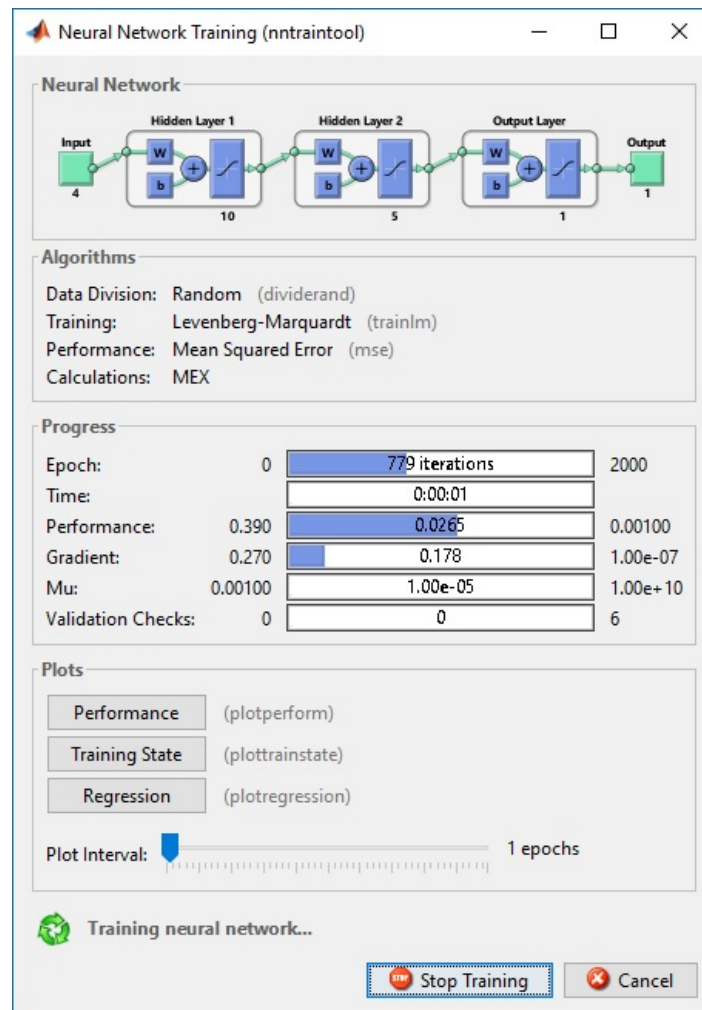 Neural Network Training (nntraintool)
Neural Network
Hidden Layer 1 Hidden Layer 2 Output Layer
Input Output
W W W
+ + +
b b b
4 10 5 1 1
Algorithms
Data Division: Random (dividerand)
Training: Levenberg-Marquardt (trainlm)
Performance: Mean Squared Error (mse)
Calculations: MEX
Progress
Epoch: 0 779 iterations 2000
Time: 0:00:01
Performance: 0.390 0.0265 0.00100
Gradient: 0.270 0.178 1.00e-07
Mu: 0.00100 1.00e-05 1.00e+10
Validation Checks: 0 0 6
Plots
Performance (plotperform)
Training State (plottrainstate)
Regression (plotregression)
Plot Interval: 1 epochs
Training neural network...
STOP Stop Training Cancel